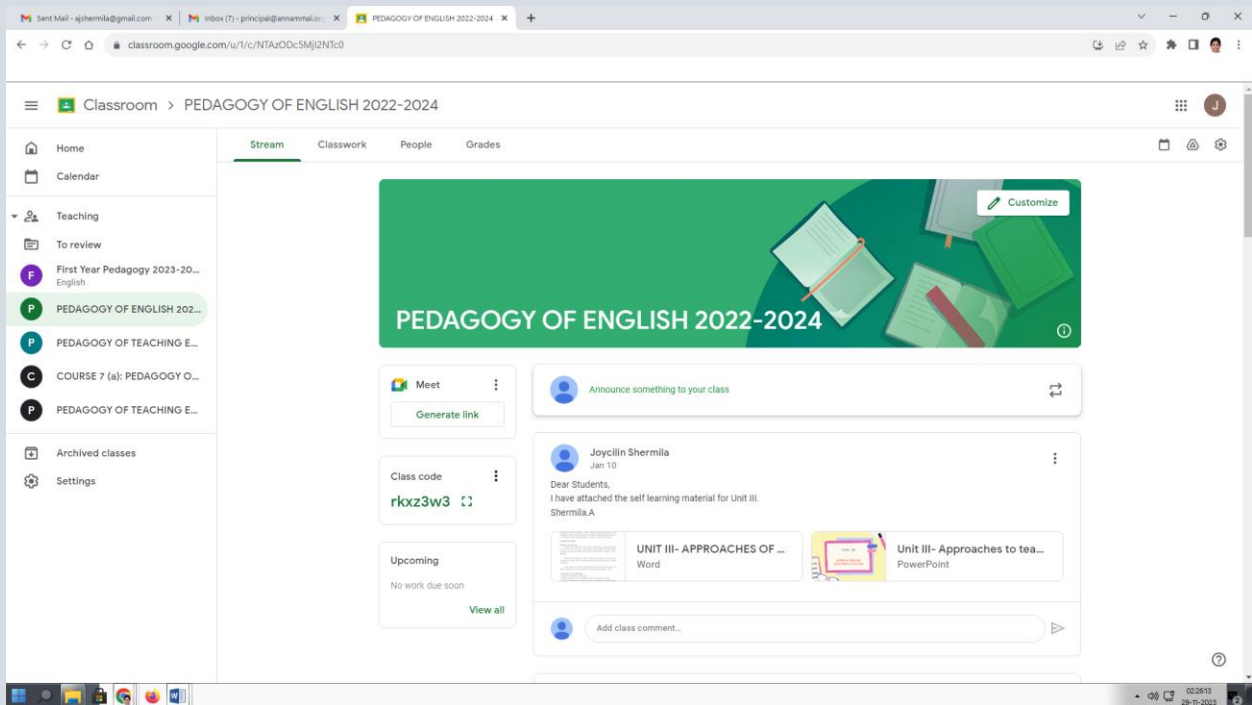 Sent Mail - ajshermila@gmail.com
Inbox (7) - principal@annammal.or
PEDAGOGY OF ENGLISH 2022-2024
classroom.google.com/u/1/c/NTAzODc5MjI2NTc0
Classroom > PEDAGOGY OF ENGLISH 2022-2024
J
Home
Calendar
Teaching
To review
F
First Year Pedagogy 2023-20...
English
P
PEDAGOGY OF ENGLISH 202...
P
PEDAGOGY OF TEACHING E...
C
COURSE 7 (a): PEDAGOGY O...
P
PEDAGOGY OF TEACHING E...
Archived classes
Settings
Stream Classwork People Grades
Customize
PEDAGOGY OF ENGLISH 2022-2024
Meet
Generate link
Class code
rkxz3w3
Upcoming
No work due soon
View all
Announce something to your class
Joycilin Shermila
Jan 10
Dear Students,
I have attached the self learning material for Unit III.
Shermila.A
UNIT III- APPROACHES OF ...
Word
Unit III- Approaches to tea...
PowerPoint
Add class comment...
02:26:13
29-11-2023